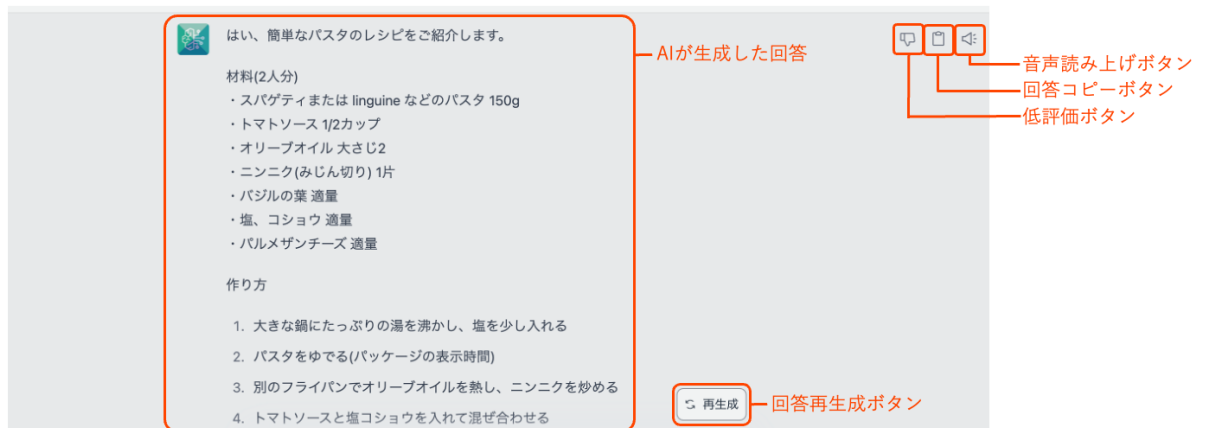 はい、簡単なパスタのレシピをご紹介します。
AIが生成した回答
音声読み上げボタン
回答コピーボタン
低評価ボタン
材料(2人分)
・スパゲティまたは linguine などのパスタ 150g
・トマトソース 1/2カップ
・オリーブオイル 大さじ2
・ニンニク(みじん切り) 1片
・バジルの葉 適量
・塩、コショウ 適量
・パルメザンチーズ 適量
作り方
1. 大きな鍋にたっぷりの湯を沸かし、塩を少し入れる
2. パスタをゆでる(パッケージの表示時間)
3. 別のフライパンでオリーブオイルを熱し、ニンニクを炒める
4. トマトソースと塩コショウを入れて混ぜ合わせる
再生成
回答再生成ボタン